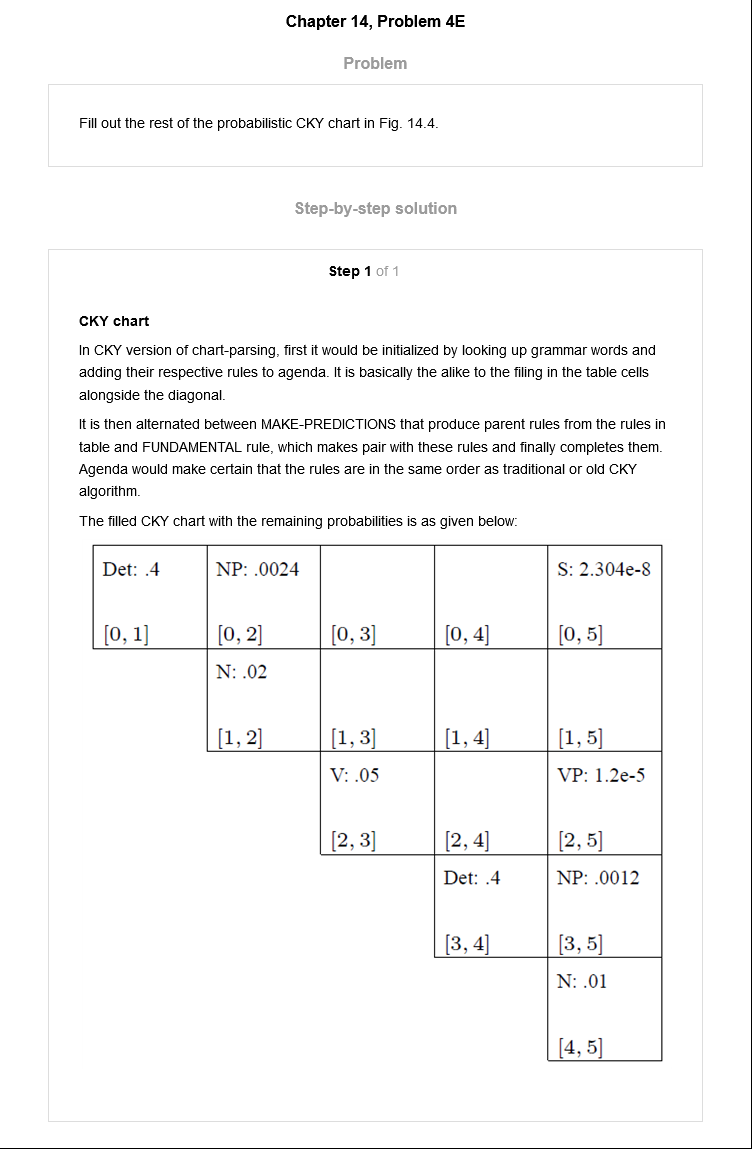 Chapter 14, Problem 4E
Problem
Fill out the rest of the probabilistic CKY chart in Fig. 14.4.
Step-by-step solution
Step 1 of 1
CKY chart
In CKY version of chart-parsing, first it would be initialized by looking up grammar words and
adding their respective rules to agenda. It is basically the alike to the filing in the table cells
alongside the diagonal.
It is then alternated between MAKE-PREDICTIONS that produce parent rules from the rules in
table and FUNDAMENTAL rule, which makes pair with these rules and finally completes them.
Agenda would make certain that the rules are in the same order as traditional or old CKY
algorithm.
The filled CKY chart with the remaining probabilities is as given below:
Det: .4 NP: .0024 S: 2.304e-8
[0, 1] [0, 2] [0, 3] [0, 4] [0, 5]
N: .02
[1, 2] [1, 3] [1, 4] [1, 5]
V: .05 VP: 1.2e-5
[2, 3] [2, 4] [2, 5]
Det: .4 NP: .0012
[3, 4] [3, 5]
N: .01
[4, 5]